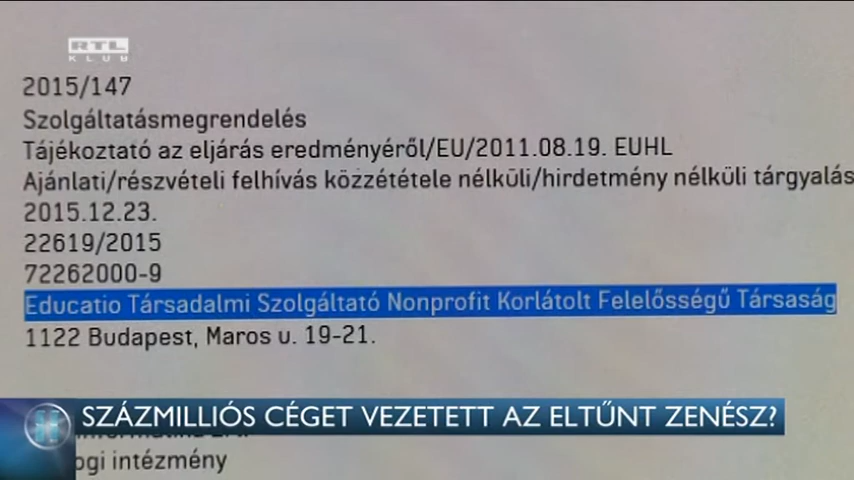 RTL
KLUB
2015/147
Szolgáltatásmegrendelés
Tájékoztató az eljárás eredményéről/EU/2011.08.19. EUHL
Ajánlati/részvételi felhívás közzététele nélküli/hirdetmény nélküli tárgyalás
2015.12.23.
22619/2015
72262000-9
Educatio Társadalmi Szolgáltató Nonprofit Korlátolt Felelősségű Társaság
1122 Budapest, Maros u. 19-21.
SZÁZMILLIÓS CÉGET VEZETETT AZ ELTŰNT ZENÉSZ?
ogi intézmény